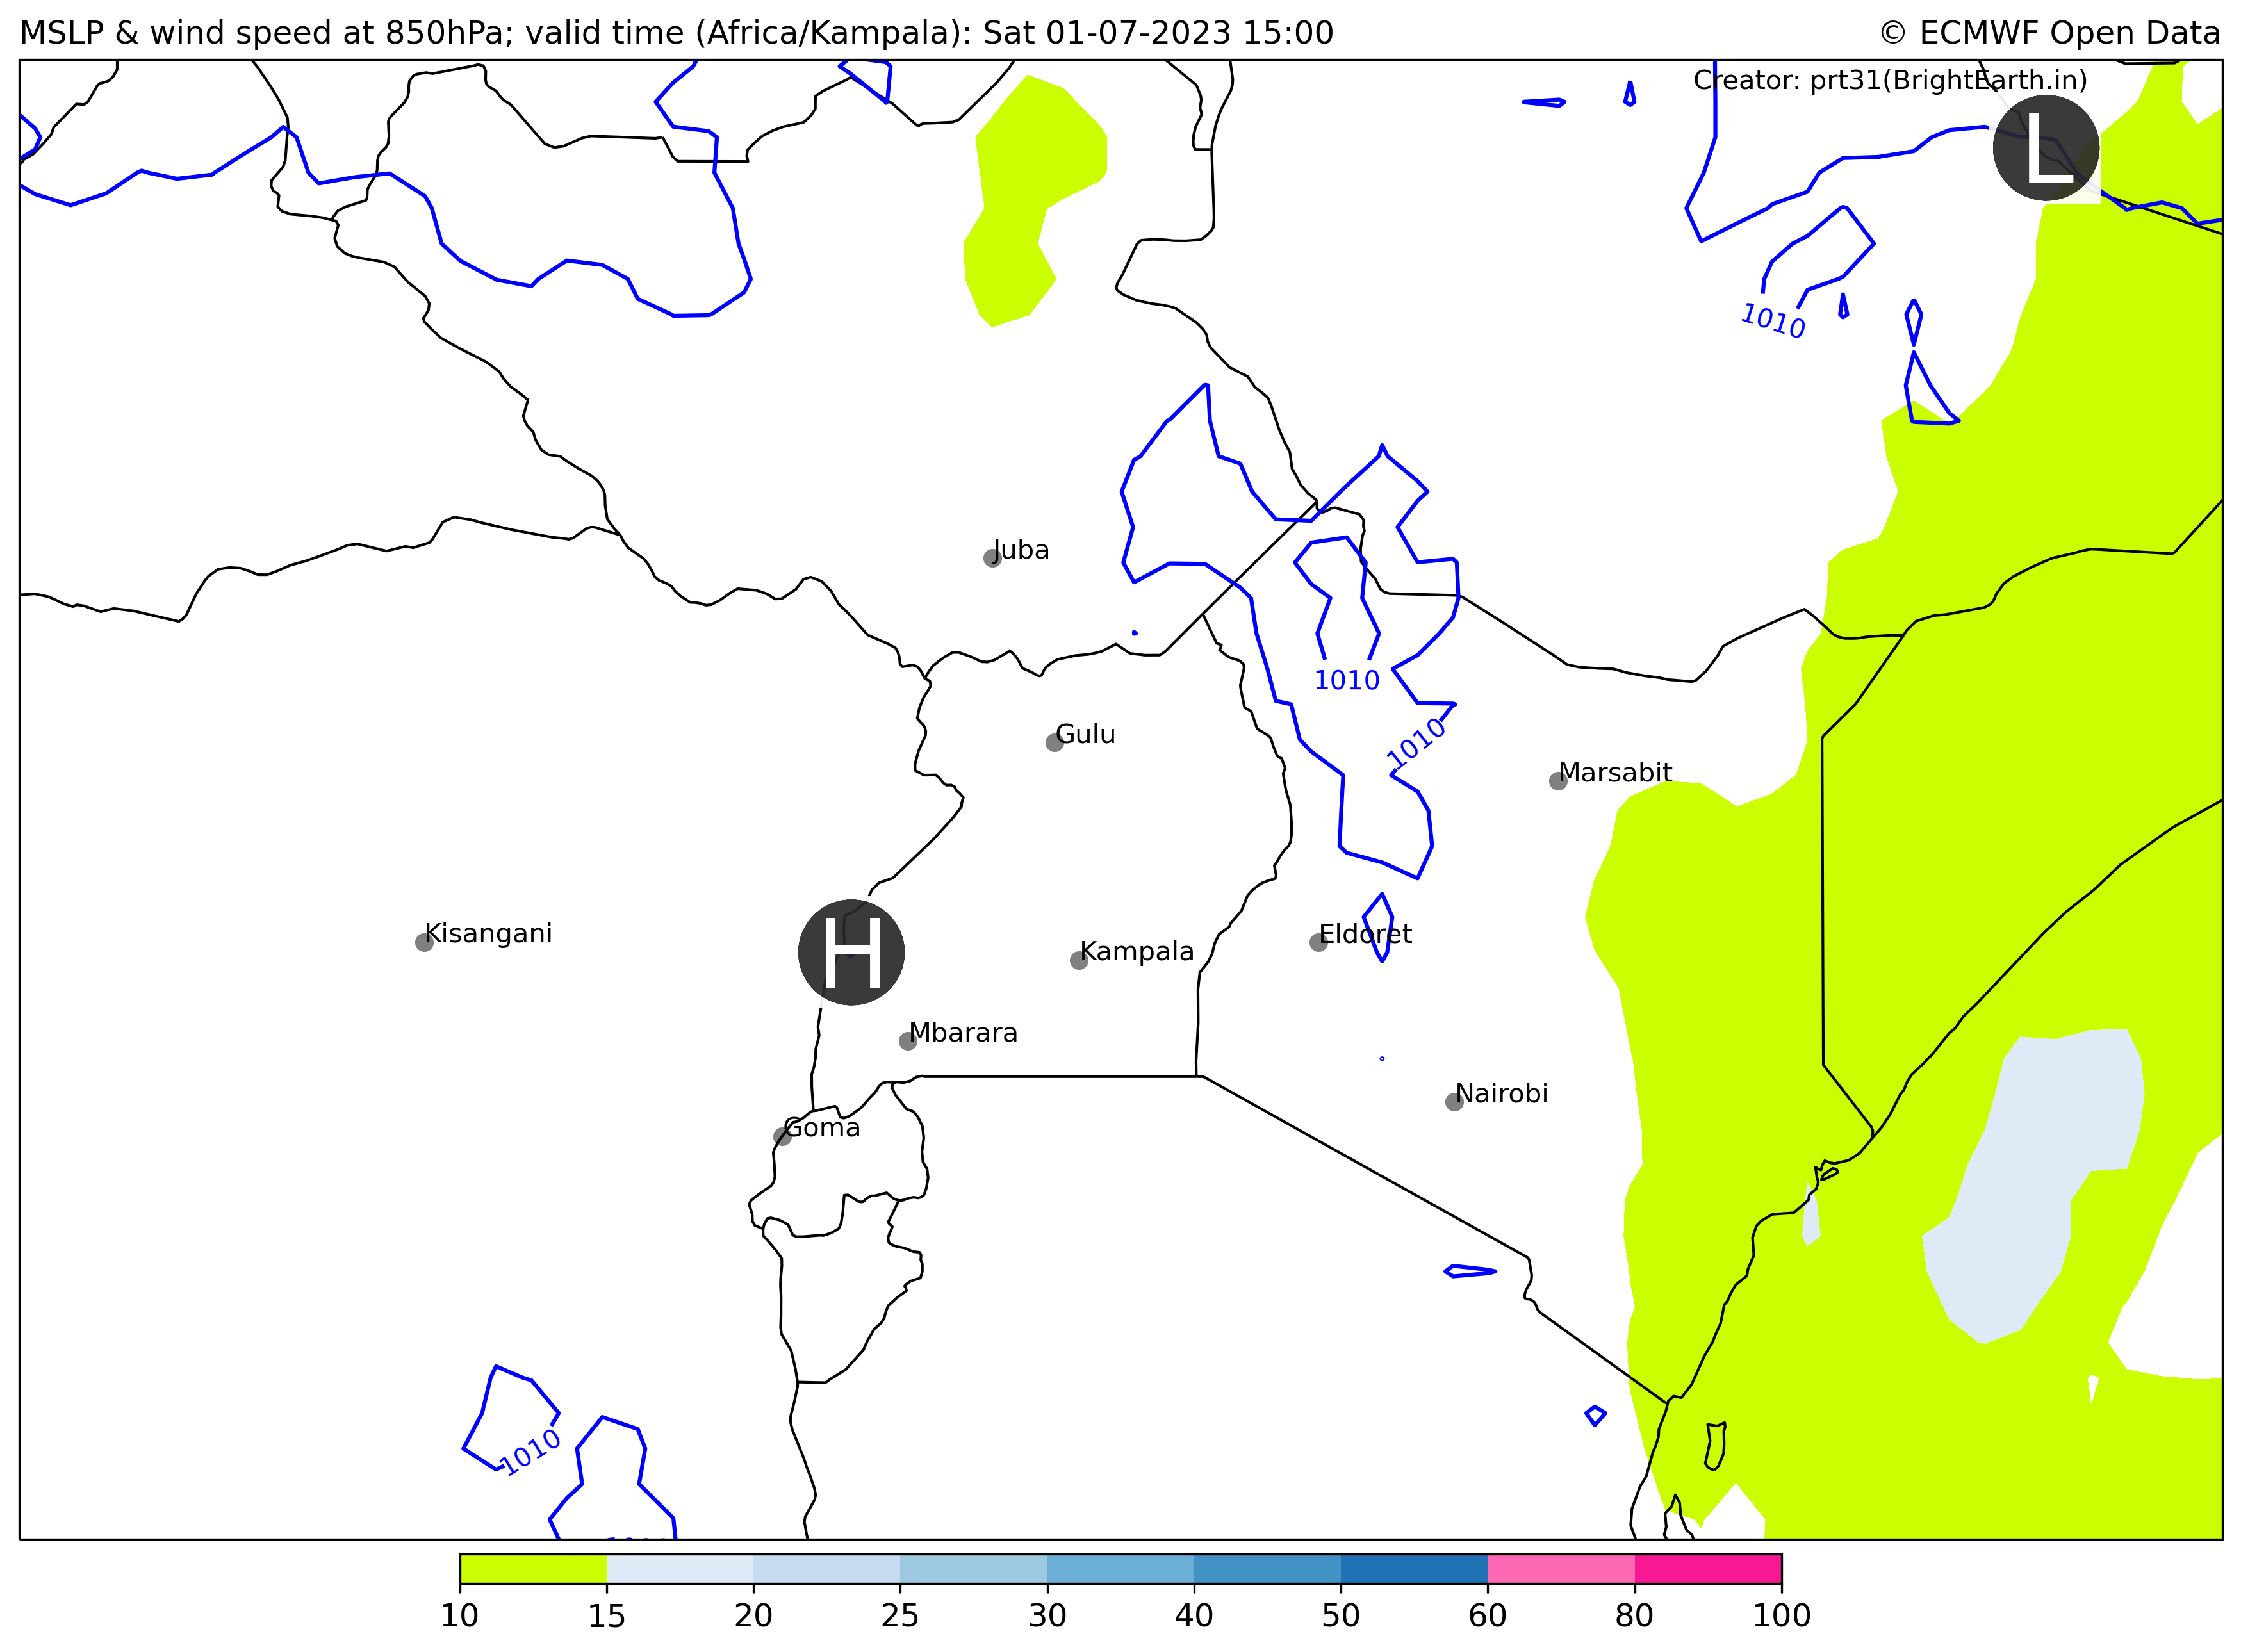 MSLP & wind speed at 850hPa; valid time (Africa/Kampala): Sat 01-07-2023 15:00
© ECMWF Open Data
Creator: prt31(BrightEarth.in)
L
1010
Juba
1010
Gulu
1010
Marsabit
Kisangani
H
Kampala
Eldoret
Mbarara
Nairobi
Goma
1010
10 15 20 25 30 40 50 60 80 100